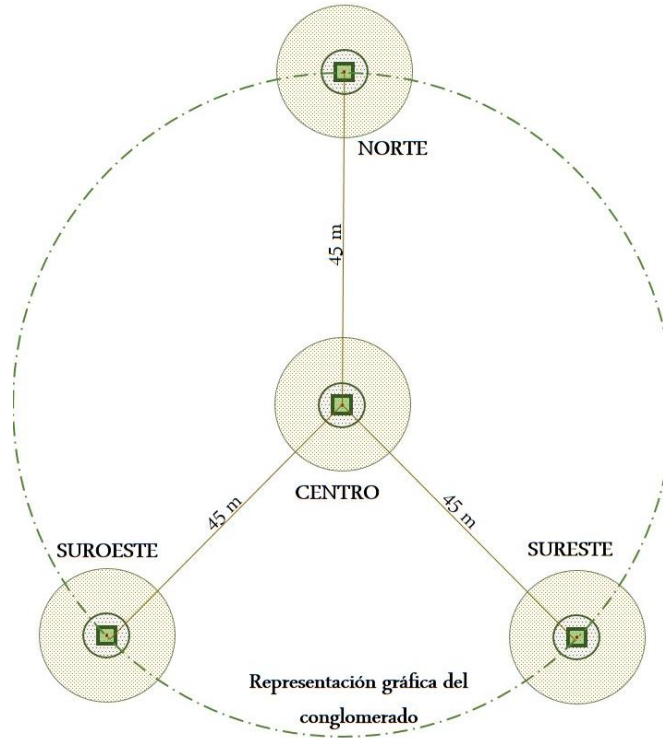 NORTE
45 m
CENTRO
45 m
45 m
SUROESTE
SURESTE
Representación gráfica del
conglomerado